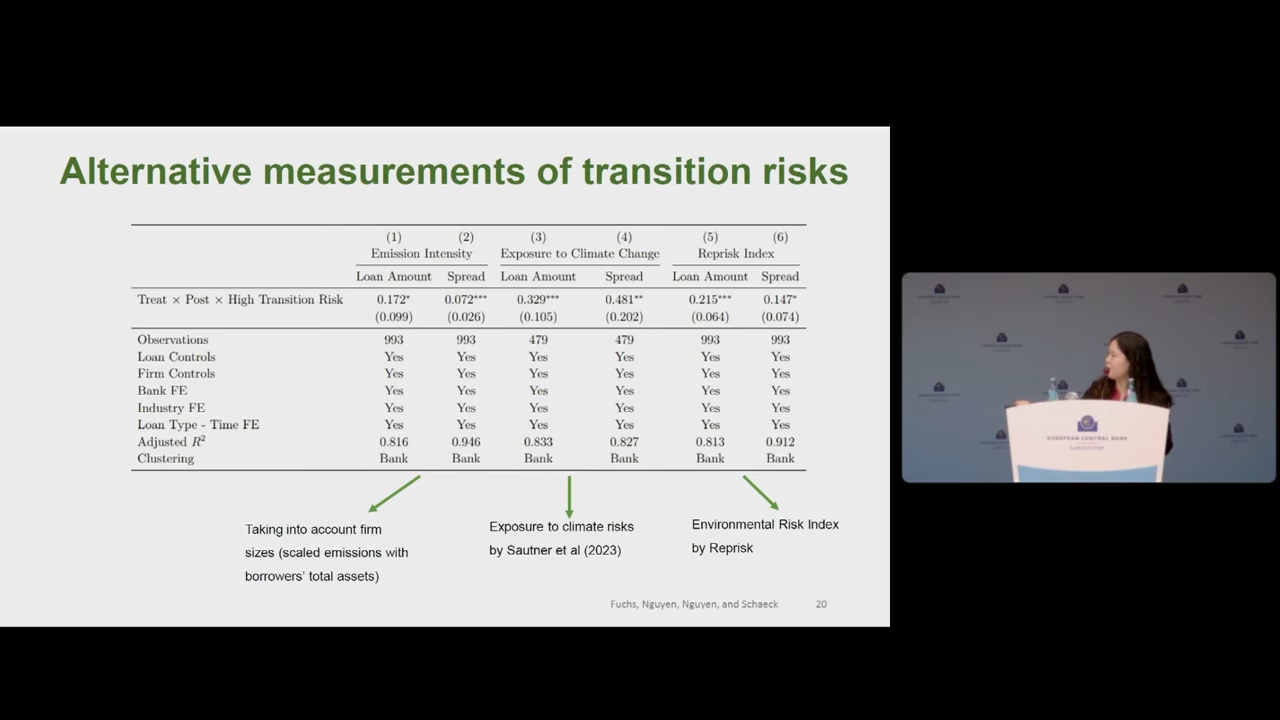 Alternative measurements of transition risks
(1) (2) (3) (4) (5) (6)
Emission Intensity Exposure to Climate Change Reprisk Index
Loan Amount Spread Loan Amount Spread Loan Amount Spread
Treat × Post × High Transition Risk 0.172* 0.072*** 0.329*** 0.481** 0.215*** 0.147*
(0.099) (0.026) (0.105) (0.202) (0.064) (0.074)
Observations 993 993 479 479 993 993
Loan Controls Yes Yes Yes Yes Yes Yes
Firm Controls Yes Yes Yes Yes Yes Yes
Bank FE Yes Yes Yes Yes Yes Yes
Industry FE Yes Yes Yes Yes Yes Yes
Loan Type - Time FE Yes Yes Yes Yes Yes Yes
Adjusted R² 0.816 0.946 0.833 0.827 0.813 0.912
Clustering Bank Bank Bank Bank Bank Bank
Taking into account firm
sizes (scaled emissions with
borrowers' total assets)
Exposure to climate risks
by Sautner et al (2023)
Environmental Risk Index
by Reprisk
Fuchs, Nguyen, Nguyen, and Schaeck 20
EUROPEAN CENTRAL BANK
EUROSYSTEM